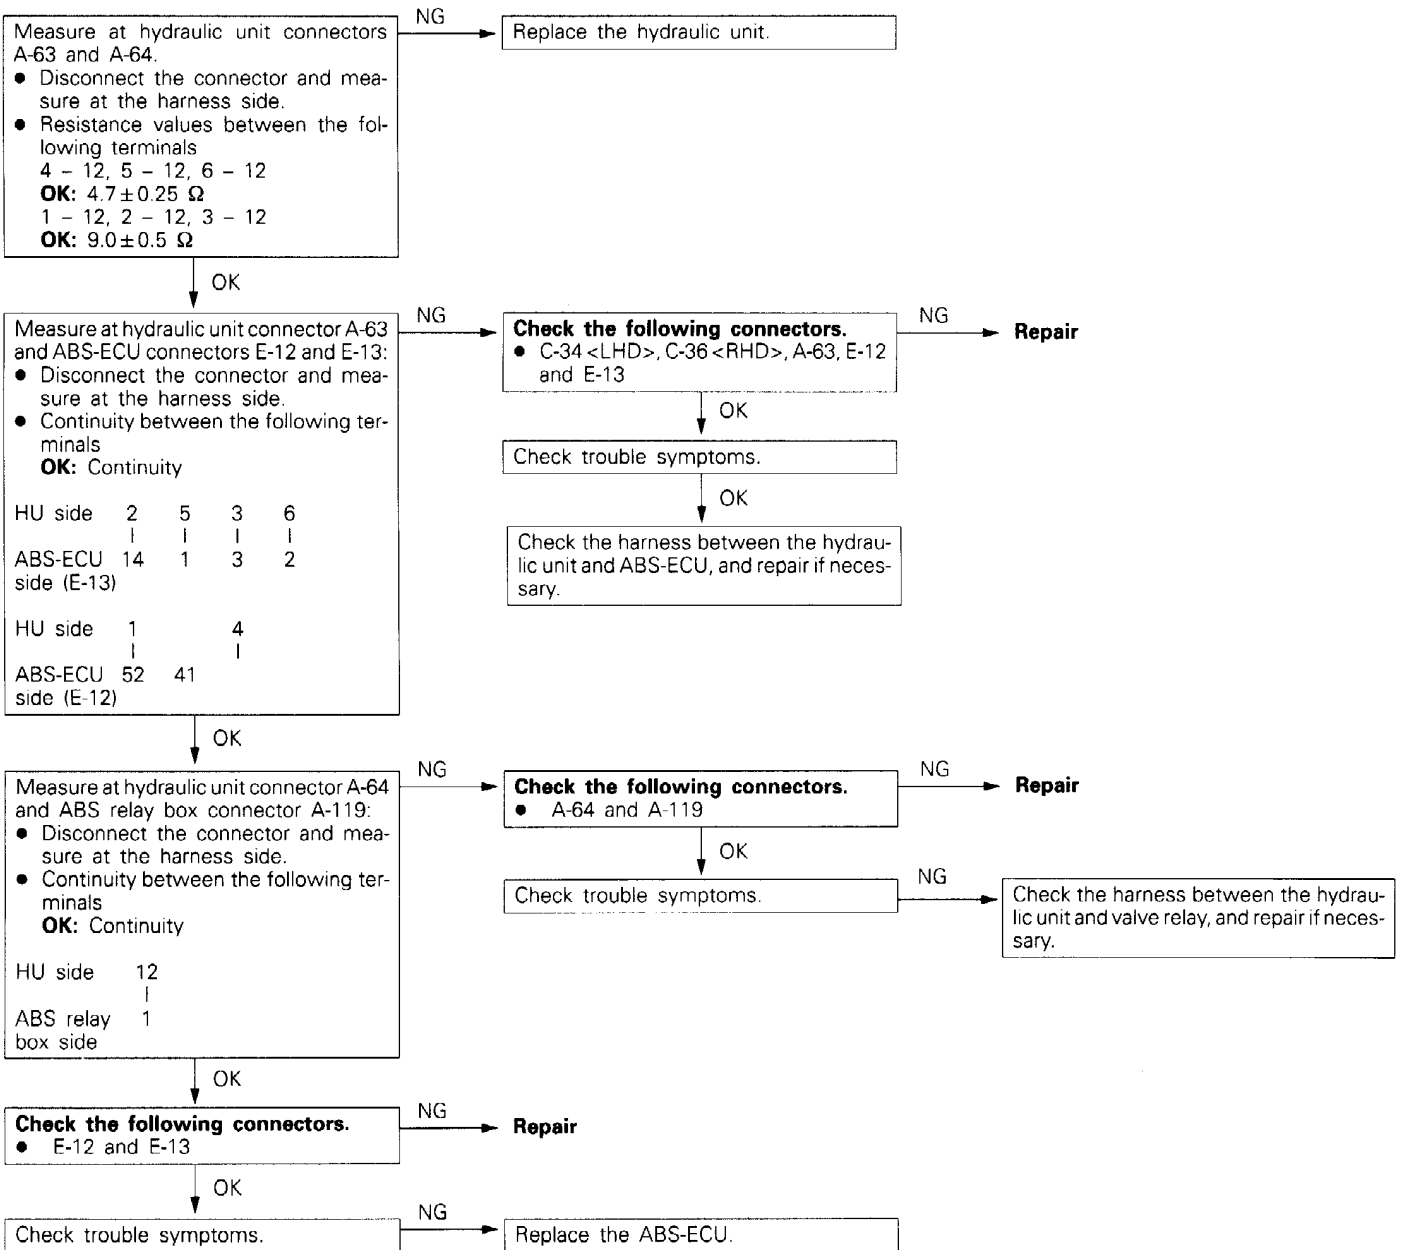 Measure at hydraulic unit connectors
A-63 and A-64.
● Disconnect the connector and mea-
sure at the harness side.
● Resistance values between the fol-
lowing terminals
4 – 12, 5 – 12, 6 – 12
OK: 4.7±0.25 Ω
1 – 12, 2 – 12, 3 – 12
OK: 9.0±0.5 Ω
NG
Replace the hydraulic unit.
OK
Measure at hydraulic unit connector A-63
and ABS-ECU connectors E-12 and E-13:
● Disconnect the connector and mea-
sure at the harness side.
● Continuity between the following ter-
minals
OK: Continuity
HU side 2 5 3 6
ABS-ECU 14 1 3 2
side (E-13)
HU side 1 4
ABS-ECU 52 41
side (E-12)
NG
Check the following connectors.
● C-34 <LHD>, C-36 <RHD>, A-63, E-12
and E-13
NG
Repair
OK
Check trouble symptoms.
OK
Check the harness between the hydrau-
lic unit and ABS-ECU, and repair if neces-
sary.
OK
Measure at hydraulic unit connector A-64
and ABS relay box connector A-119:
● Disconnect the connector and mea-
sure at the harness side.
● Continuity between the following ter-
minals
OK: Continuity
HU side 12
ABS relay 1
box side
NG
Check the following connectors.
● A-64 and A-119
NG
Repair
OK
Check trouble symptoms.
NG
Check the harness between the hydrau-
lic unit and valve relay, and repair if neces-
sary.
OK
Check the following connectors.
● E-12 and E-13
NG
Repair
OK
Check trouble symptoms.
NG
Replace the ABS-ECU.